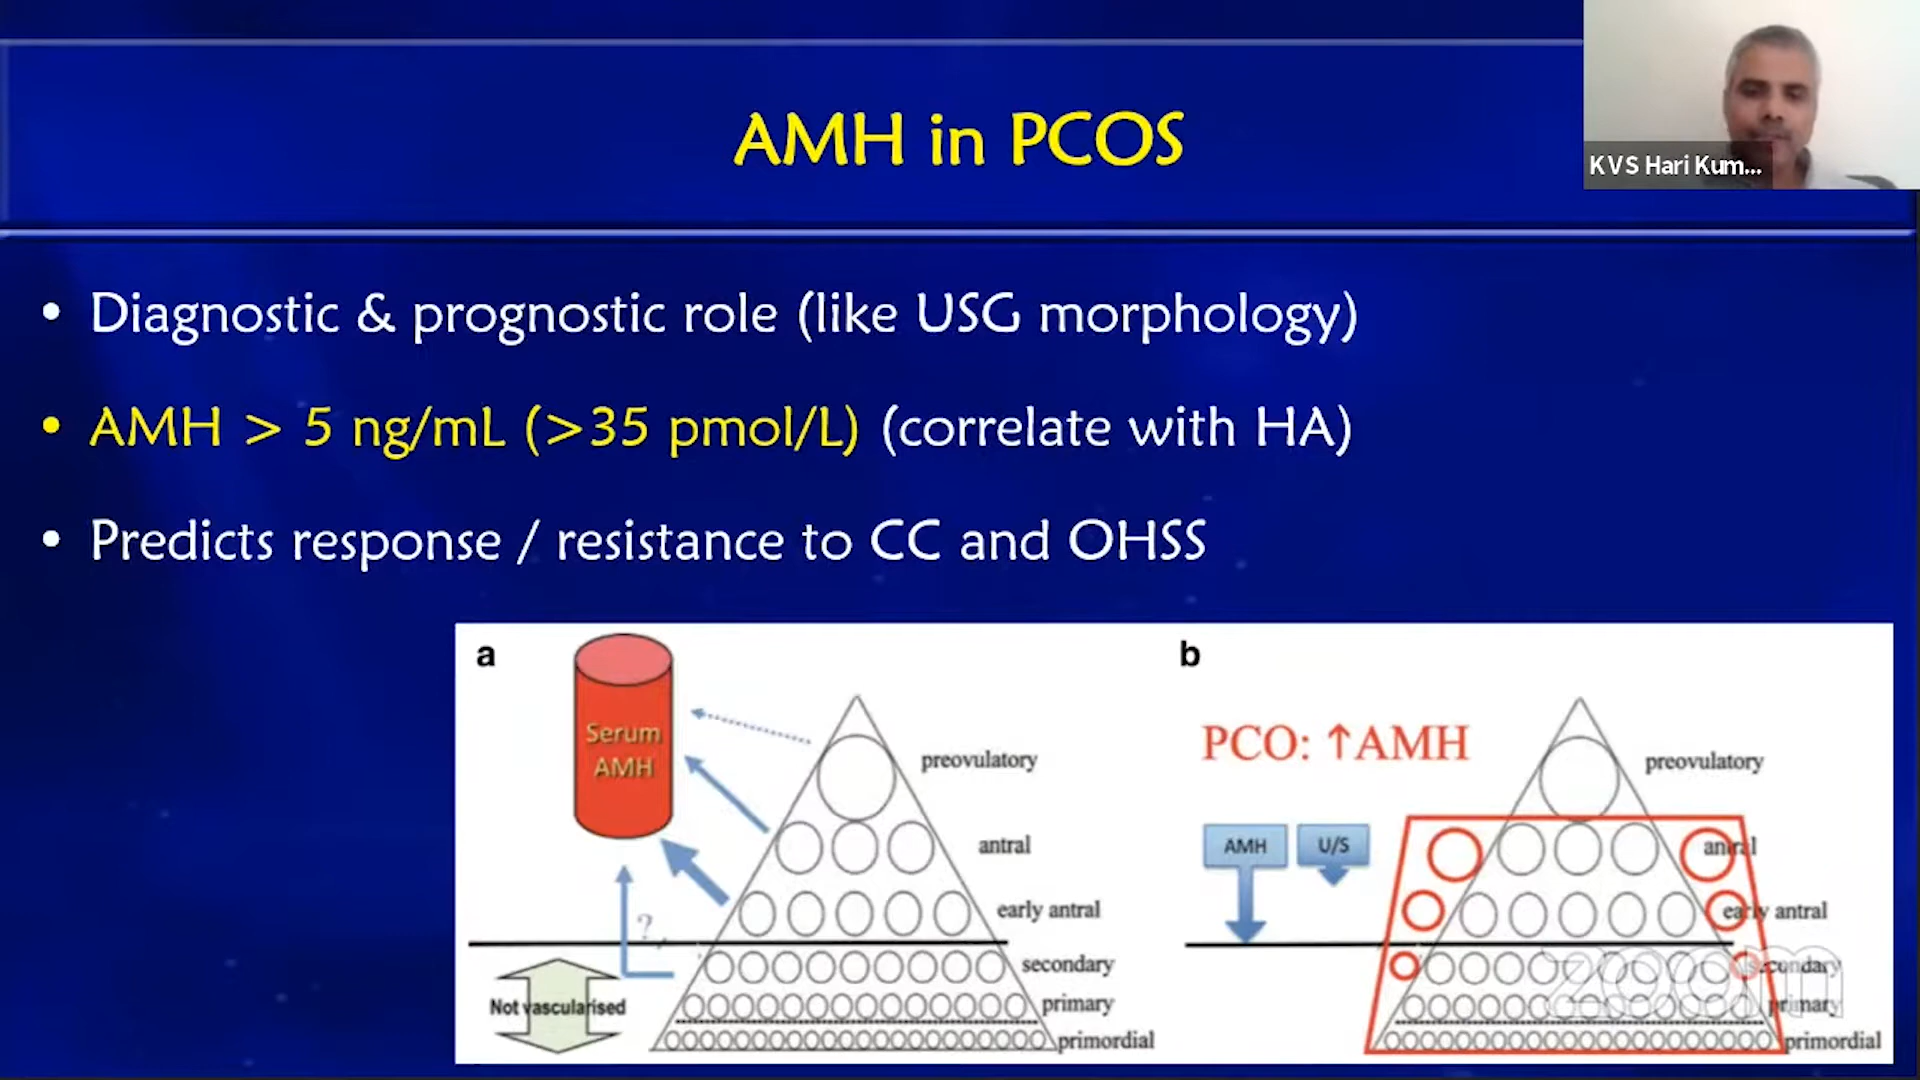 AMH in PCOS
K V S Hari Kum...
• Diagnostic & prognostic role (like USG morphology)
• AMH > 5 ng/mL (>35 pmol/L) (correlate with HA)
• Predicts response / resistance to CC and OHSS
a
Serum
AMH
preovulatory
antral
early antral
?
secondary
Not vascularised
primary
primordial
b
PCO: ↑AMH
preovulatory
AMH
U/S
antral
early antral
secondary
primary
primordial
zoom